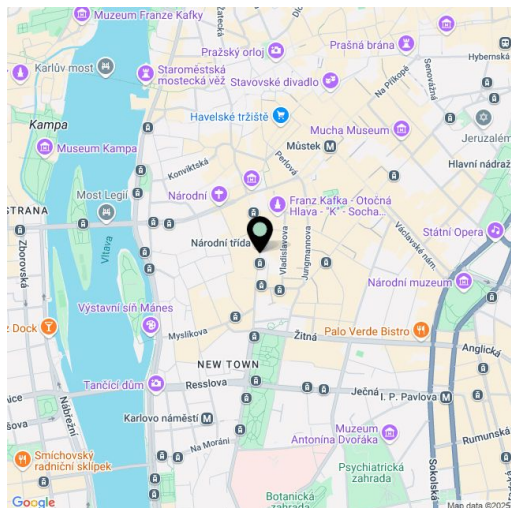 Muzeum Franze Kafky
Žatecká
Pražský orloj
Prašná brána
Hybernská
Karlův most
Staroměstská
mostecká věž
Stavovské divadlo
Na Příkopě
Senovážná
Kampa
Havelské tržiště
Mucha Museum
Jeruzalém
Museum Kampa
Konviktská
Perlová
Můstek
Hlavní nádraž
Most Legií
Národní
Franz Kafka - Otočná
Hlava - "K" - Socha...
STRANA
Zborovská
Vltava
Národní třída
Vladislavova
Jungmannova
Václavské nám.
Státní Opera
Národní muzeum
Výstavní síň Mánes
z Dock
Myslíkova
Žitná
Palo Verde Bistro
Anglická
NEW TOWN
Tančící dům
Resslova
Ječná
I. P. Pavlova
nice
Nábřežní
Karlovo náměstí
šova
Na Moráni
Muzeum
Antonína Dvořáka
Rumunská
Smíchovský
radniční sklípek
Sokolská
Psychiatrická
zahrada
Botanická
zahrada
Google
Map data ©2025